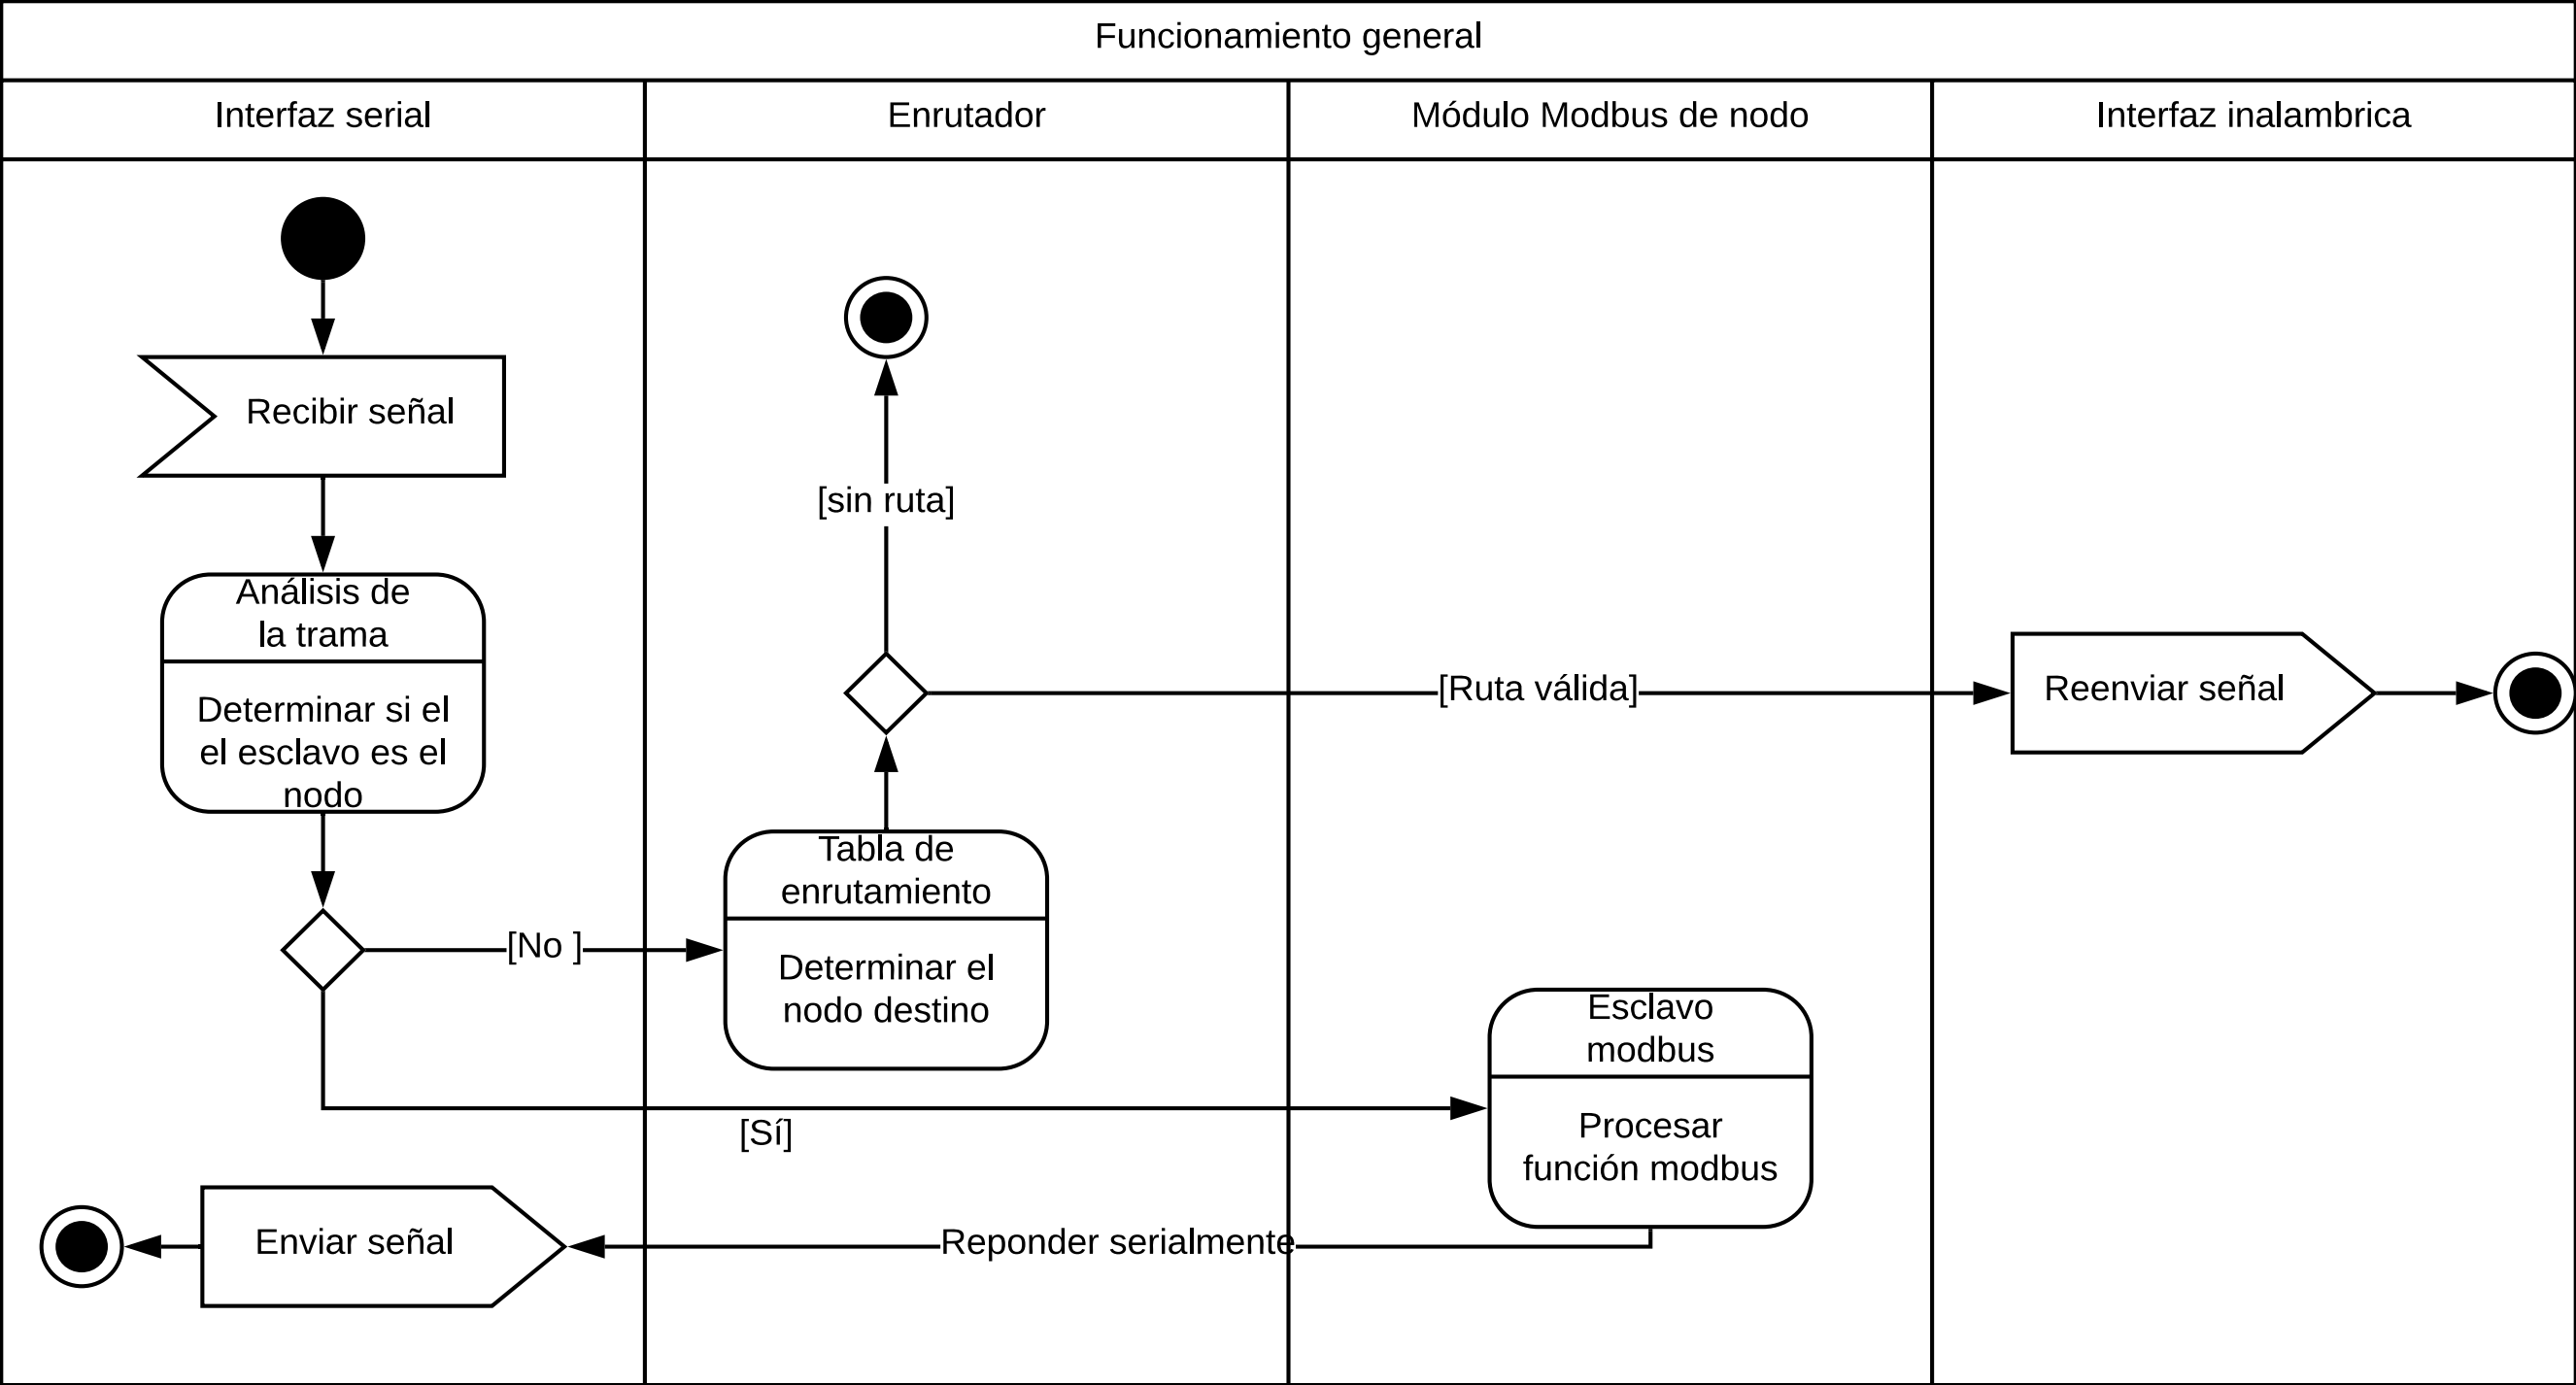 Funcionamiento general
Interfaz serial
Enrutador
Módulo Modbus de nodo
Interfaz inalambrica
Recibir señal
Análisis de
la trama
Determinar si el
el esclavo es el
nodo
[No ]
[Sí]
[sin ruta]
[Ruta válida]
Tabla de
enrutamiento
Determinar el
nodo destino
Esclavo
modbus
Procesar
función modbus
Reenviar señal
Reponder serialmente
Enviar señal